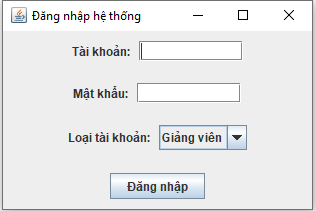 Đăng nhập hệ thống
Tài khoản:
Mật khẩu:
Loại tài khoản: Giảng viên
Đăng nhập